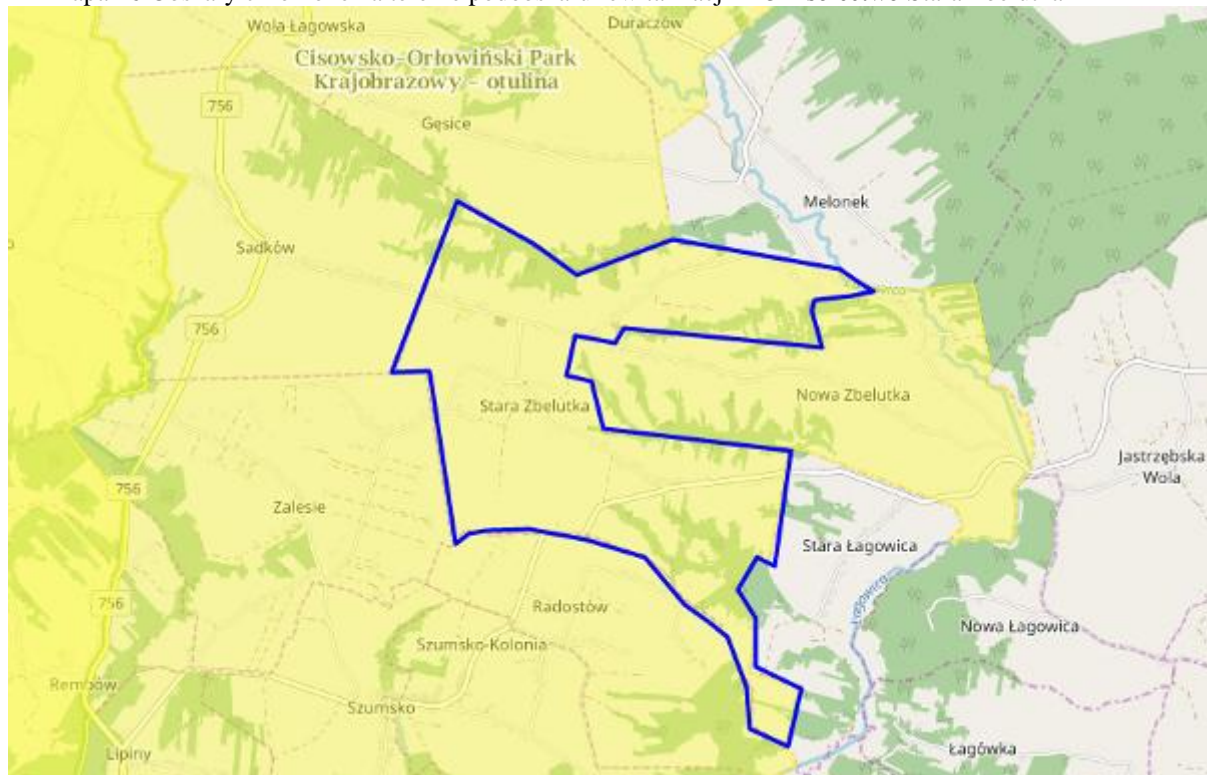 Wola Łagowska
Duraczów
Cisowsko-Orłowiński Park
Krajobrazowy - otulina
756
Gęsice
Melonek
Sadków
756
Nowa Zbelutka
Stara Zbelutka
Jastrzębska
Wola
756
Zalesie
Stara Łagowica
Łagowica
756
Radostów
Nowa Łagowica
Szumsko-Kolonia
Rembów
Szumsko
Lipiny
Łagówka